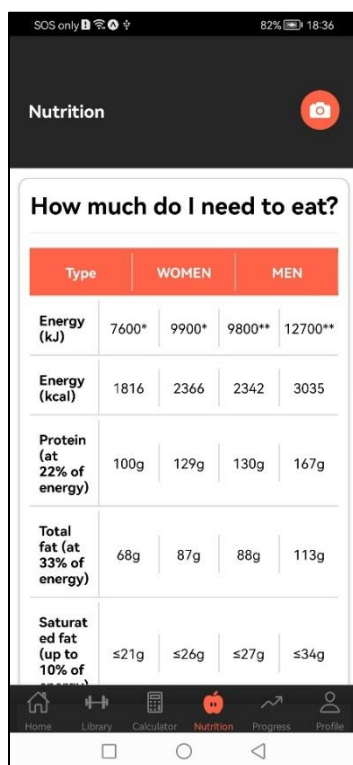 SOS only 82% 18:36
Nutrition
How much do I need to eat?
Type WOMEN MEN
Energy
(kJ) 7600* 9900* 9800** 12700**
Energy
(kcal) 1816 2366 2342 3035
Protein
(at
22% of
energy) 100g 129g 130g 167g
Total
fat (at
33% of
energy) 68g 87g 88g 113g
Saturat
ed fat
(up to
10% of
energy) ≤21g ≤26g ≤27g ≤34g
Home Library Calculator Nutrition Progress Profile